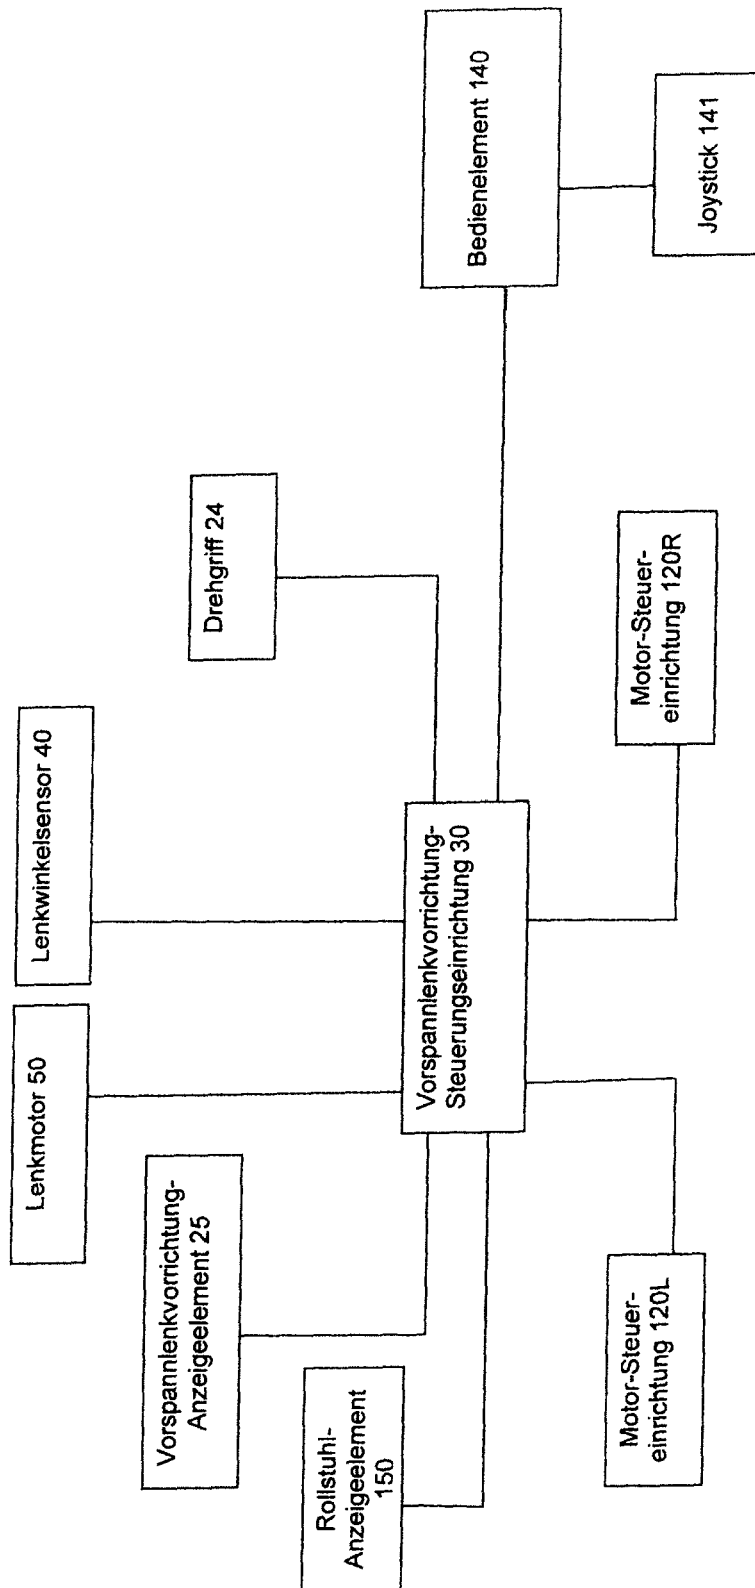 Lenkmotor 50
Lenkwinkelsensor 40
Vorspannlenkvorrichtung-
Anzeigeelement 25
Drehgriff 24
Rollstuhl-
Anzeigeelement
150
Vorspannlenkvorrichtung-
Steuerungseinrichtung 30
Bedienelement 140
Motor-Steuer-
einrichtung 120L
Motor-Steuer-
einrichtung 120R
Joystick 141